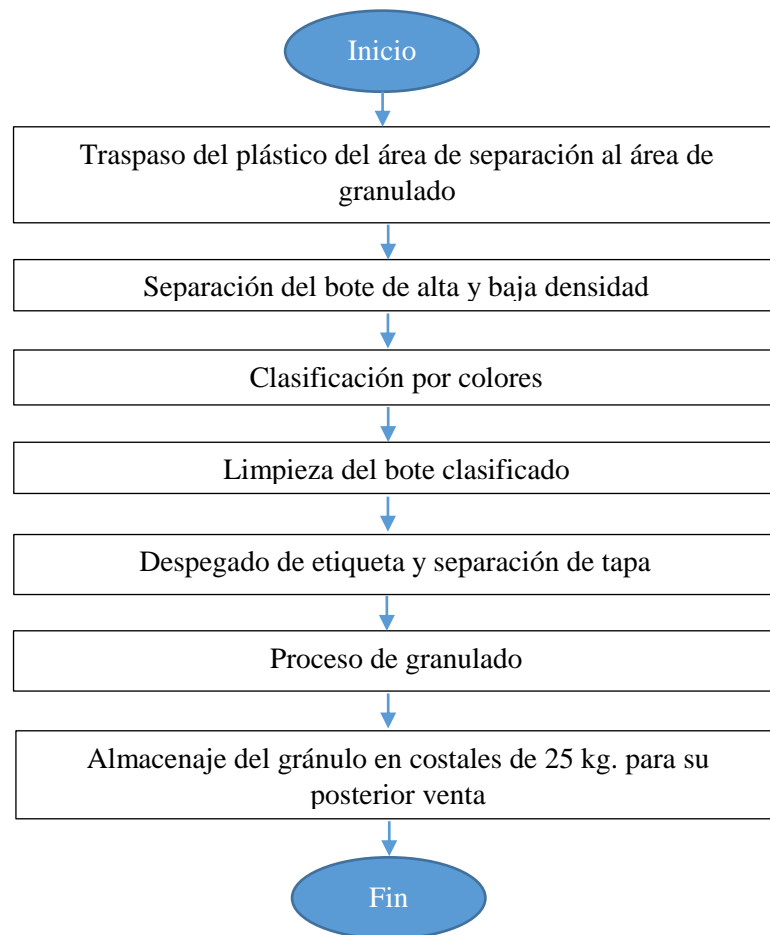 Inicio
Traspaso del plástico del área de separación al área de
granulado
Separación del bote de alta y baja densidad
Clasificación por colores
Limpieza del bote clasificado
Despegado de etiqueta y separación de tapa
Proceso de granulado
Almacenaje del gránulo en costales de 25 kg. para su
posterior venta
Fin